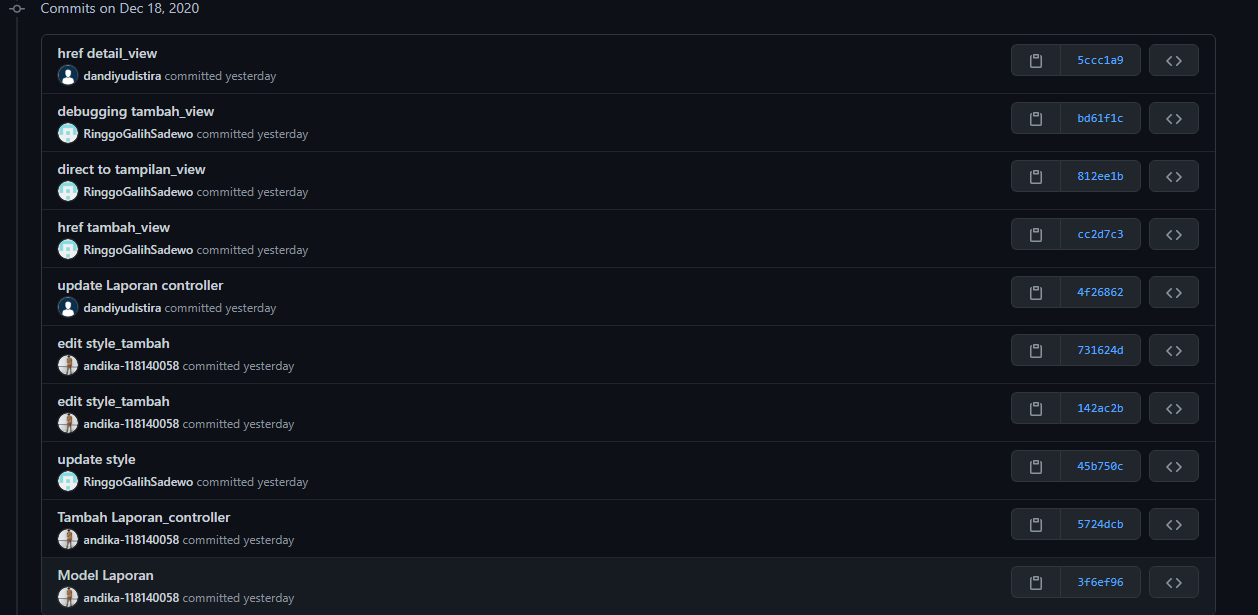 Commits on Dec 18, 2020
href detail_view
dandiyudistira committed yesterday
5ccc1a9
debugging tambah_view
RinggoGalihSadewo committed yesterday
bd61f1c
direct to tampilan_view
RinggoGalihSadewo committed yesterday
812ee1b
href tambah_view
RinggoGalihSadewo committed yesterday
cc2d7c3
update Laporan controller
dandiyudistira committed yesterday
4f26862
edit style_tambah
andika-118140058 committed yesterday
731624d
edit style_tambah
andika-118140058 committed yesterday
142ac2b
update style
RinggoGalihSadewo committed yesterday
45b750c
Tambah Laporan_controller
andika-118140058 committed yesterday
5724dcb
Model Laporan
andika-118140058 committed yesterday
3f6ef96